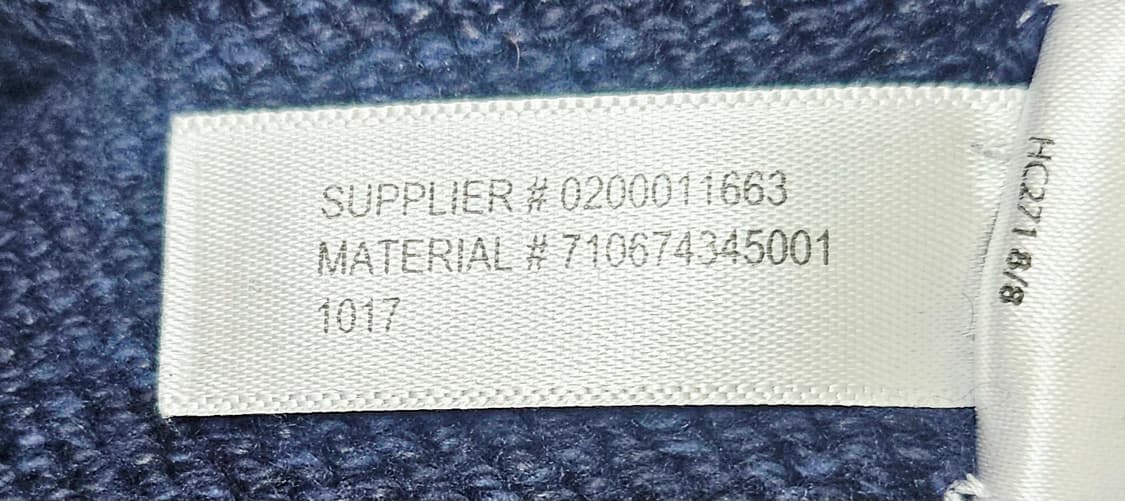 SUPPLIER # 0200011663
MATERIAL # 710674345001
1017
HC271 8/8